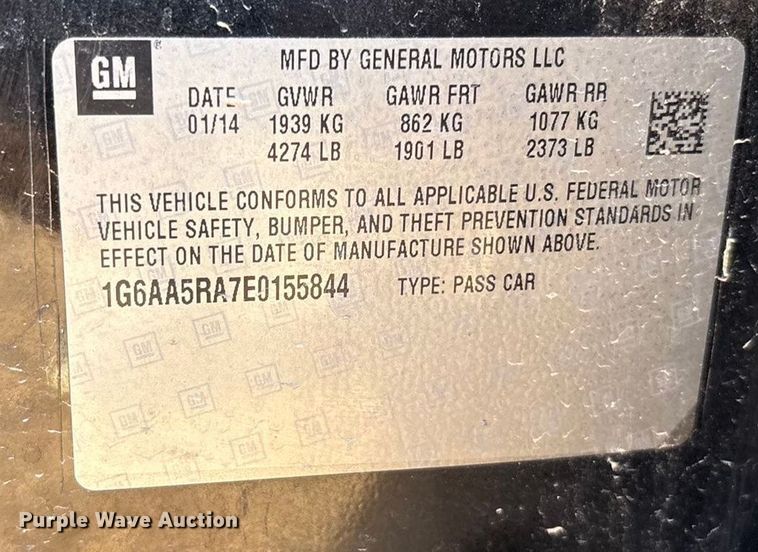 GM
MFD BY GENERAL MOTORS LLC
DATE GVWR GAWR FRT GAWR RR
01/14 1939 KG 862 KG 1077 KG
4274 LB 1901 LB 2373 LB
THIS VEHICLE CONFORMS TO ALL APPLICABLE U.S. FEDERAL MOTOR
VEHICLE SAFETY, BUMPER, AND THEFT PREVENTION STANDARDS IN
EFFECT ON THE DATE OF MANUFACTURE SHOWN ABOVE.
1G6AA5RA7E0155844 TYPE: PASS CAR
Purple Wave Auction